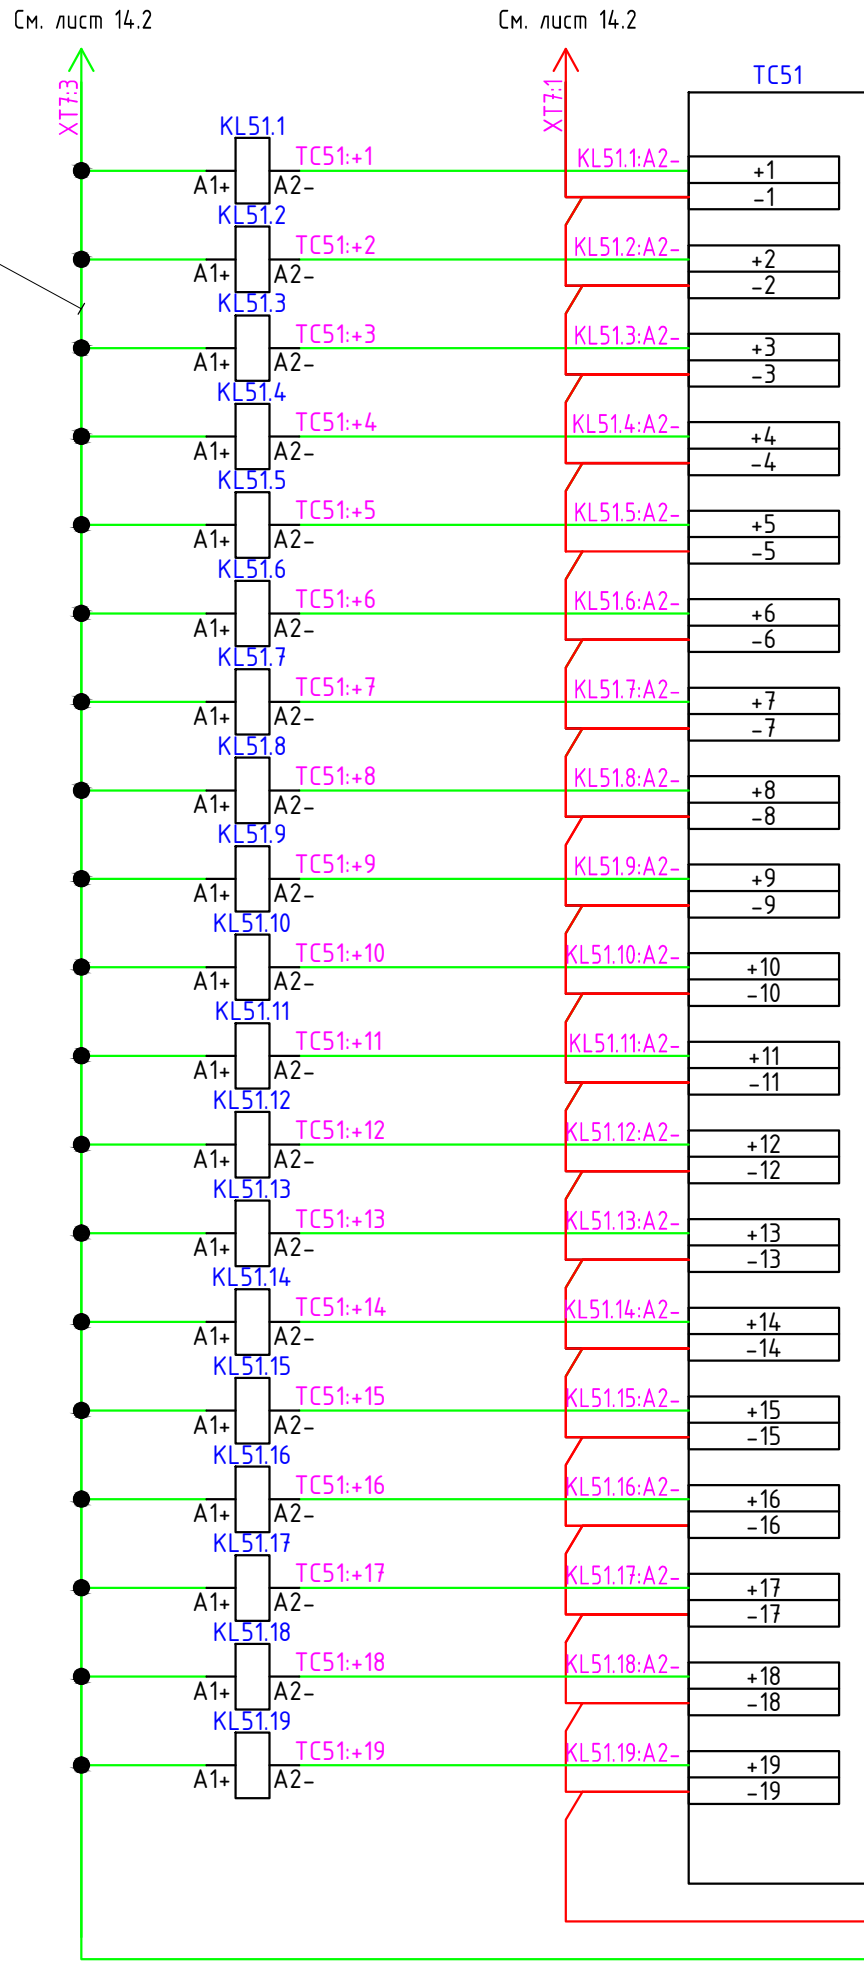 См. лист 14.2 См. лист 14.2
TC51
XT7:3 XT7:1
KL51.1
TC51:+1 KL51.1:A2- +1
A1+ A2- -1
KL51.2
TC51:+2 KL51.2:A2- +2
A1+ A2- -2
KL51.3
TC51:+3 KL51.3:A2- +3
A1+ A2- -3
KL51.4
TC51:+4 KL51.4:A2- +4
A1+ A2- -4
KL51.5
TC51:+5 KL51.5:A2- +5
A1+ A2- -5
KL51.6
TC51:+6 KL51.6:A2- +6
A1+ A2- -6
KL51.7
TC51:+7 KL51.7:A2- +7
A1+ A2- -7
KL51.8
TC51:+8 KL51.8:A2- +8
A1+ A2- -8
KL51.9
TC51:+9 KL51.9:A2- +9
A1+ A2- -9
KL51.10
TC51:+10 KL51.10:A2- +10
A1+ A2- -10
KL51.11
TC51:+11 KL51.11:A2- +11
A1+ A2- -11
KL51.12
TC51:+12 KL51.12:A2- +12
A1+ A2- -12
KL51.13
TC51:+13 KL51.13:A2- +13
A1+ A2- -13
KL51.14
TC51:+14 KL51.14:A2- +14
A1+ A2- -14
KL51.15
TC51:+15 KL51.15:A2- +15
A1+ A2- -15
KL51.16
TC51:+16 KL51.16:A2- +16
A1+ A2- -16
KL51.17
TC51:+17 KL51.17:A2- +17
A1+ A2- -17
KL51.18
TC51:+18 KL51.18:A2- +18
A1+ A2- -18
KL51.19
TC51:+19 KL51.19:A2- +19
A1+ A2- -19